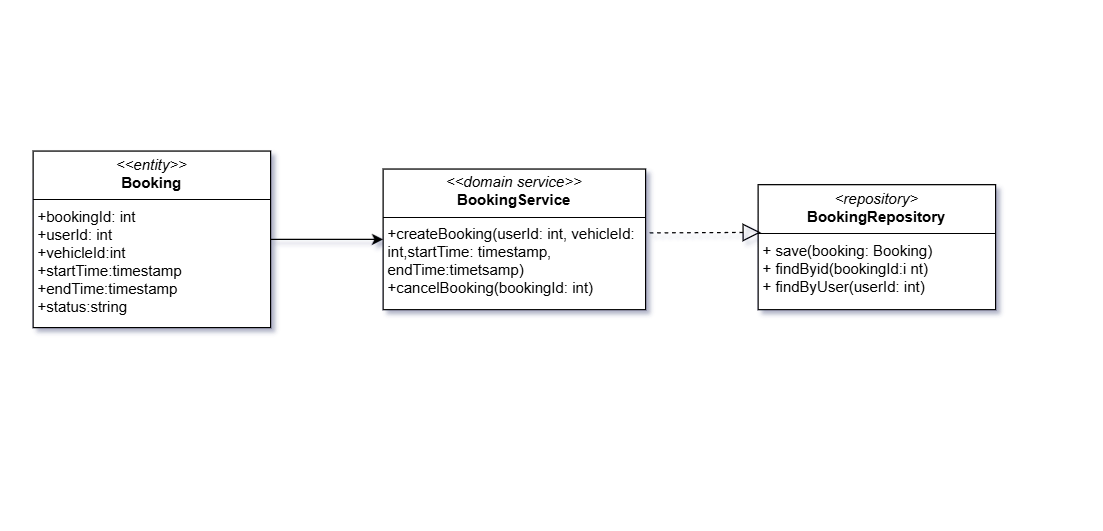 <<entity>>
Booking
+bookingId: int
+userId: int
+vehicleId:int
+startTime:timestamp
+endTime:timestamp
+status:string
<<domain service>>
BookingService
+createBooking(userId: int, vehicleId:
int,startTime: timestamp,
endTime:timetsamp)
+cancelBooking(bookingId: int)
<repository>
BookingRepository
+ save(booking: Booking)
+ findByid(bookingId:i nt)
+ findByUser(userId: int)